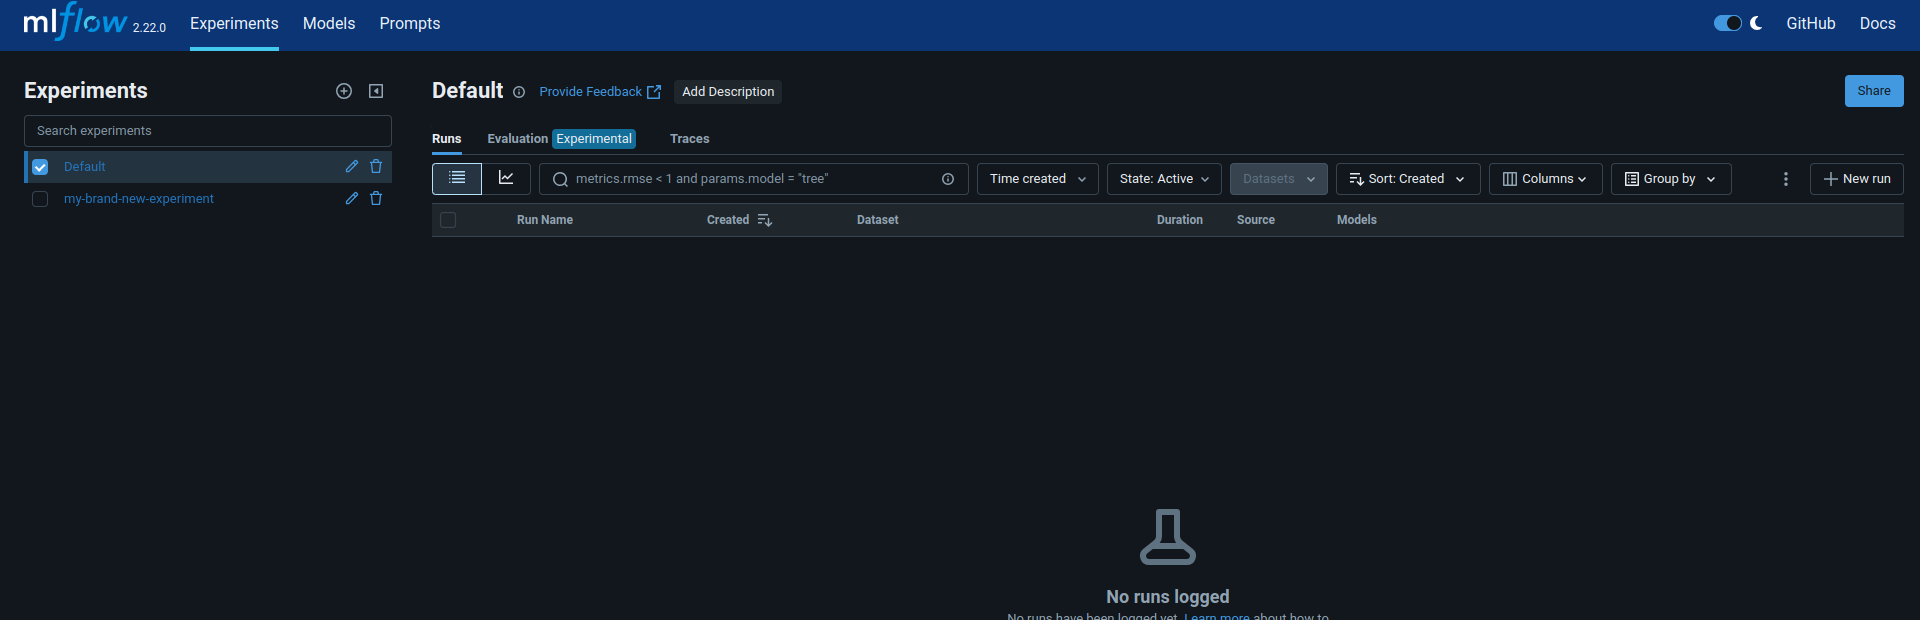 mlflow 2.22.0 Experiments Models Prompts GitHub Docs
Experiments
Search experiments
Default
my-brand-new-experiment
Default Provide Feedback Add Description Share
Runs Evaluation Experimental Traces
metrics.rmse < 1 and params.model = "tree" Time created State: Active Datasets Sort: Created Columns Group by New run
Run Name Created Dataset Duration Source Models
No runs logged
No runs have been logged yet. Learn more about how to